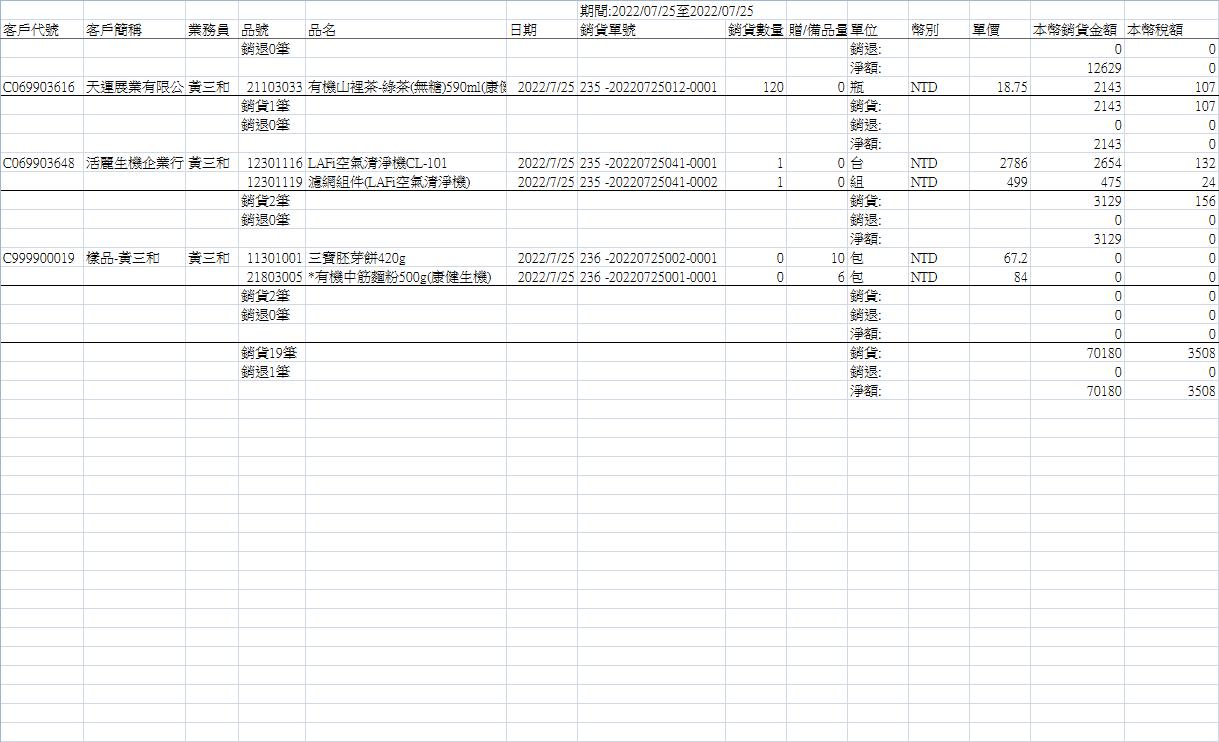 期間:2022/07/25至2022/07/25
客戶代號 客戶簡稱 業務員 品號 品名 日期 銷貨單號 銷貨數量 贈/備品量 單位 幣別 單價 本幣銷貨金額 本幣稅額
銷退0筆 銷退: 0 0
淨額: 12629 0
C069903616 天運展業有限公 黃三和 21103033 有機山裡茶-綠茶(無糖)590ml(康健 2022/7/25 235 -20220725012-0001 120 0 瓶 NTD 18.75 2143 107
銷貨1筆 銷貨: 2143 107
銷退0筆 銷退: 0 0
淨額: 2143 0
C069903648 活麗生機企業行 黃三和 12301116 LAFi空氣清淨機CL-101 2022/7/25 235 -20220725041-0001 1 0 台 NTD 2786 2654 132
12301119 濾網組件(LAFi空氣清淨機) 2022/7/25 235 -20220725041-0002 1 0 組 NTD 499 475 24
銷貨2筆 銷貨: 3129 156
銷退0筆 銷退: 0 0
淨額: 3129 0
C999900019 樣品-黃三和 黃三和 11301001 三寶胚芽餅420g 2022/7/25 236 -20220725002-0001 0 10 包 NTD 67.2 0 0
21803005 *有機中筋麵粉500g(康健生機) 2022/7/25 236 -20220725001-0001 0 6 包 NTD 84 0 0
銷貨2筆 銷貨: 0 0
銷退0筆 銷退: 0 0
淨額: 0 0
銷貨19筆 銷貨: 70180 3508
銷退1筆 銷退: 0 0
淨額: 70180 3508